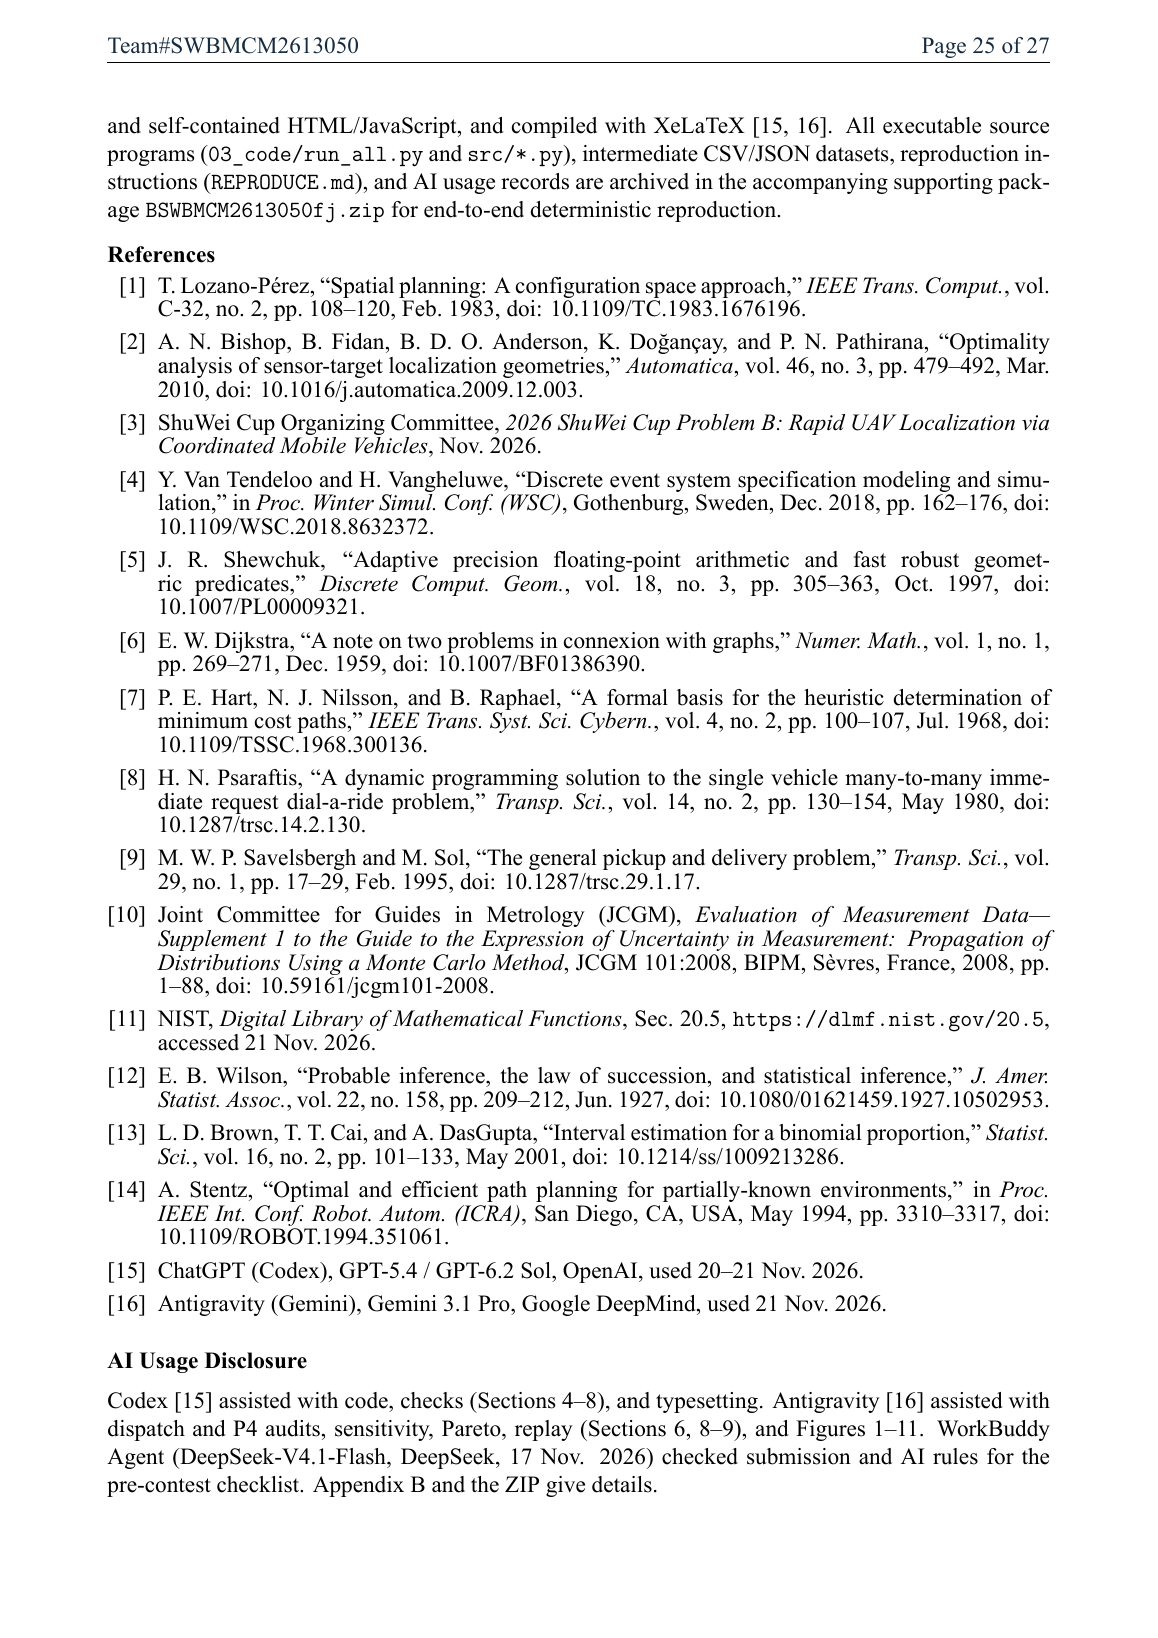 Team#SWBMCM2613050 Page 25 of 27
and self-contained HTML/JavaScript, and compiled with XeLaTeX [15, 16]. All executable source
programs (03_code/run_all.py and src/*.py), intermediate CSV/JSON datasets, reproduction in-
structions (REPRODUCE.md), and AI usage records are archived in the accompanying supporting pack-
age BSWBMCM2613050fj.zip for end-to-end deterministic reproduction.
References
[1] T. Lozano-Pérez, “Spatial planning: A configuration space approach,” IEEE Trans. Comput., vol.
C-32, no. 2, pp. 108–120, Feb. 1983, doi: 10.1109/TC.1983.1676196.
[2] A. N. Bishop, B. Fidan, B. D. O. Anderson, K. Doğançay, and P. N. Pathirana, “Optimality
analysis of sensor-target localization geometries,” Automatica, vol. 46, no. 3, pp. 479–492, Mar.
2010, doi: 10.1016/j.automatica.2009.12.003.
[3] ShuWei Cup Organizing Committee, 2026 ShuWei Cup Problem B: Rapid UAV Localization via
Coordinated Mobile Vehicles, Nov. 2026.
[4] Y. Van Tendeloo and H. Vangheluwe, “Discrete event system specification modeling and simu-
lation,” in Proc. Winter Simul. Conf. (WSC), Gothenburg, Sweden, Dec. 2018, pp. 162–176, doi:
10.1109/WSC.2018.8632372.
[5] J. R. Shewchuk, “Adaptive precision floating-point arithmetic and fast robust geomet-
ric predicates,” Discrete Comput. Geom., vol. 18, no. 3, pp. 305–363, Oct. 1997, doi:
10.1007/PL00009321.
[6] E. W. Dijkstra, “A note on two problems in connexion with graphs,” Numer. Math., vol. 1, no. 1,
pp. 269–271, Dec. 1959, doi: 10.1007/BF01386390.
[7] P. E. Hart, N. J. Nilsson, and B. Raphael, “A formal basis for the heuristic determination of
minimum cost paths,” IEEE Trans. Syst. Sci. Cybern., vol. 4, no. 2, pp. 100–107, Jul. 1968, doi:
10.1109/TSSC.1968.300136.
[8] H. N. Psaraftis, “A dynamic programming solution to the single vehicle many-to-many imme-
diate request dial-a-ride problem,” Transp. Sci., vol. 14, no. 2, pp. 130–154, May 1980, doi:
10.1287/trsc.14.2.130.
[9] M. W. P. Savelsbergh and M. Sol, “The general pickup and delivery problem,” Transp. Sci., vol.
29, no. 1, pp. 17–29, Feb. 1995, doi: 10.1287/trsc.29.1.17.
[10] Joint Committee for Guides in Metrology (JCGM), Evaluation of Measurement Data—
Supplement 1 to the Guide to the Expression of Uncertainty in Measurement: Propagation of
Distributions Using a Monte Carlo Method, JCGM 101:2008, BIPM, Sèvres, France, 2008, pp.
1–88, doi: 10.59161/jcgm101-2008.
[11] NIST, Digital Library of Mathematical Functions, Sec. 20.5, https://dlmf.nist.gov/20.5,
accessed 21 Nov. 2026.
[12] E. B. Wilson, “Probable inference, the law of succession, and statistical inference,” J. Amer.
Statist. Assoc., vol. 22, no. 158, pp. 209–212, Jun. 1927, doi: 10.1080/01621459.1927.10502953.
[13] L. D. Brown, T. T. Cai, and A. DasGupta, “Interval estimation for a binomial proportion,” Statist.
Sci., vol. 16, no. 2, pp. 101–133, May 2001, doi: 10.1214/ss/1009213286.
[14] A. Stentz, “Optimal and efficient path planning for partially-known environments,” in Proc.
IEEE Int. Conf. Robot. Autom. (ICRA), San Diego, CA, USA, May 1994, pp. 3310–3317, doi:
10.1109/ROBOT.1994.351061.
[15] ChatGPT (Codex), GPT-5.4 / GPT-6.2 Sol, OpenAI, used 20–21 Nov. 2026.
[16] Antigravity (Gemini), Gemini 3.1 Pro, Google DeepMind, used 21 Nov. 2026.
AI Usage Disclosure
Codex [15] assisted with code, checks (Sections 4–8), and typesetting. Antigravity [16] assisted with
dispatch and P4 audits, sensitivity, Pareto, replay (Sections 6, 8–9), and Figures 1–11. WorkBuddy
Agent (DeepSeek-V4.1-Flash, DeepSeek, 17 Nov. 2026) checked submission and AI rules for the
pre-contest checklist. Appendix B and the ZIP give details.